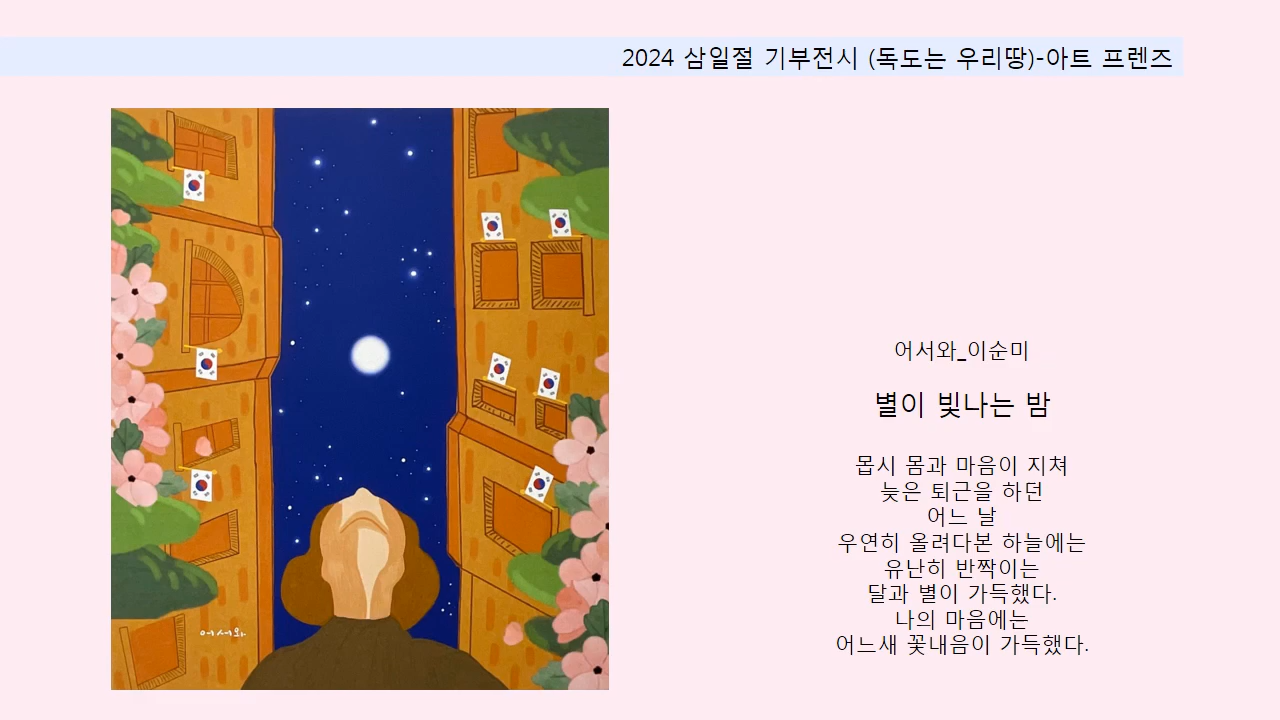 2024 삼일절 기부전시 (독도는 우리땅)-아트 프렌즈
어서와_이순미
별이 빛나는 밤
몹시 몸과 마음이 지쳐
늦은 퇴근을 하던
어느 날
우연히 올려다본 하늘에는
유난히 반짝이는
달과 별이 가득했다.
나의 마음에는
어느새 꽃내음이 가득했다.
어서와